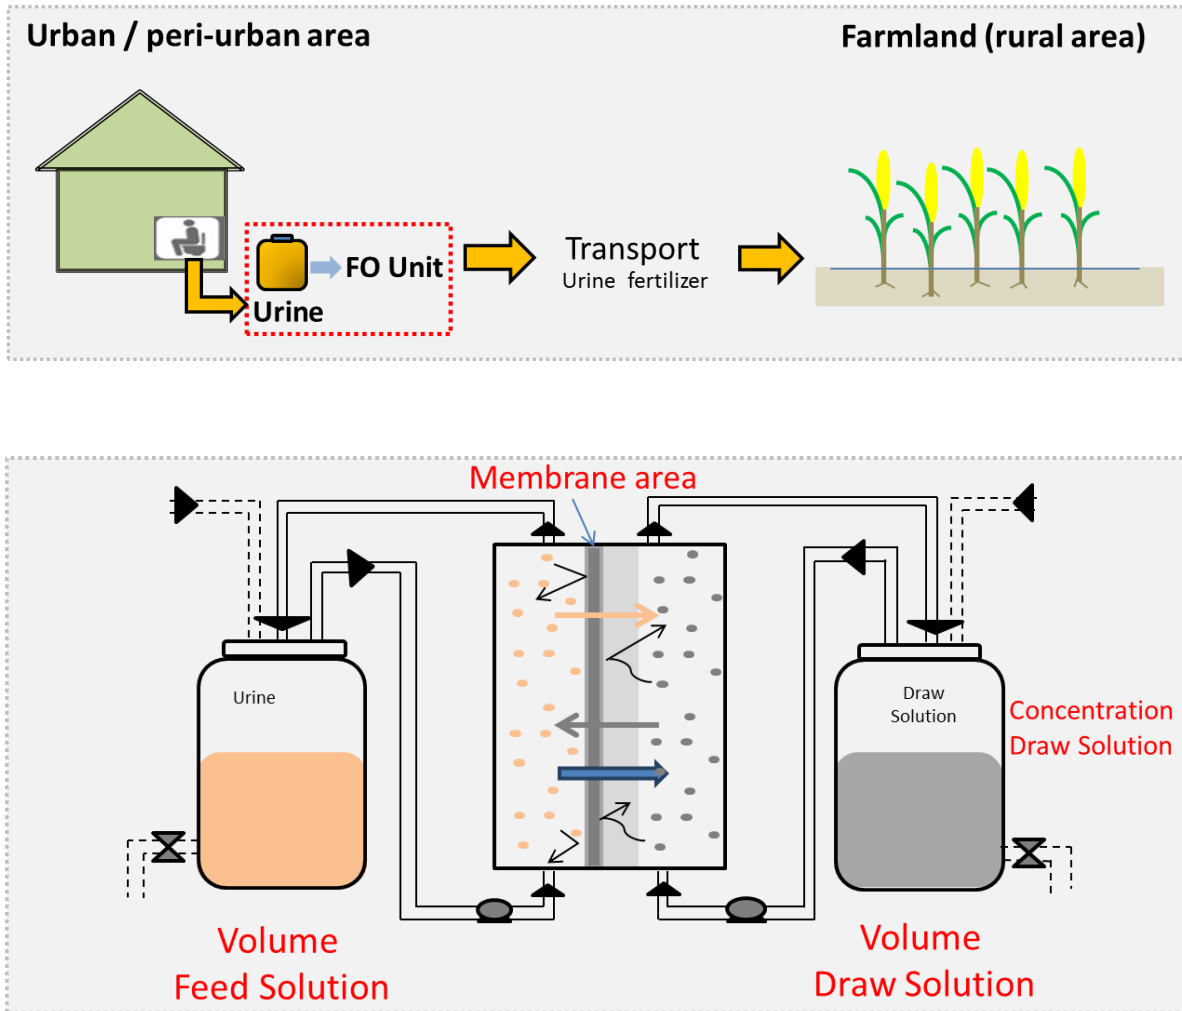 Urban / peri-urban area
Farmland (rural area)
FO Unit
Urine
Transport
Urine fertilizer
Membrane area
Urine
Draw
Solution
Concentration
Draw Solution
Volume
Feed Solution
Volume
Draw Solution